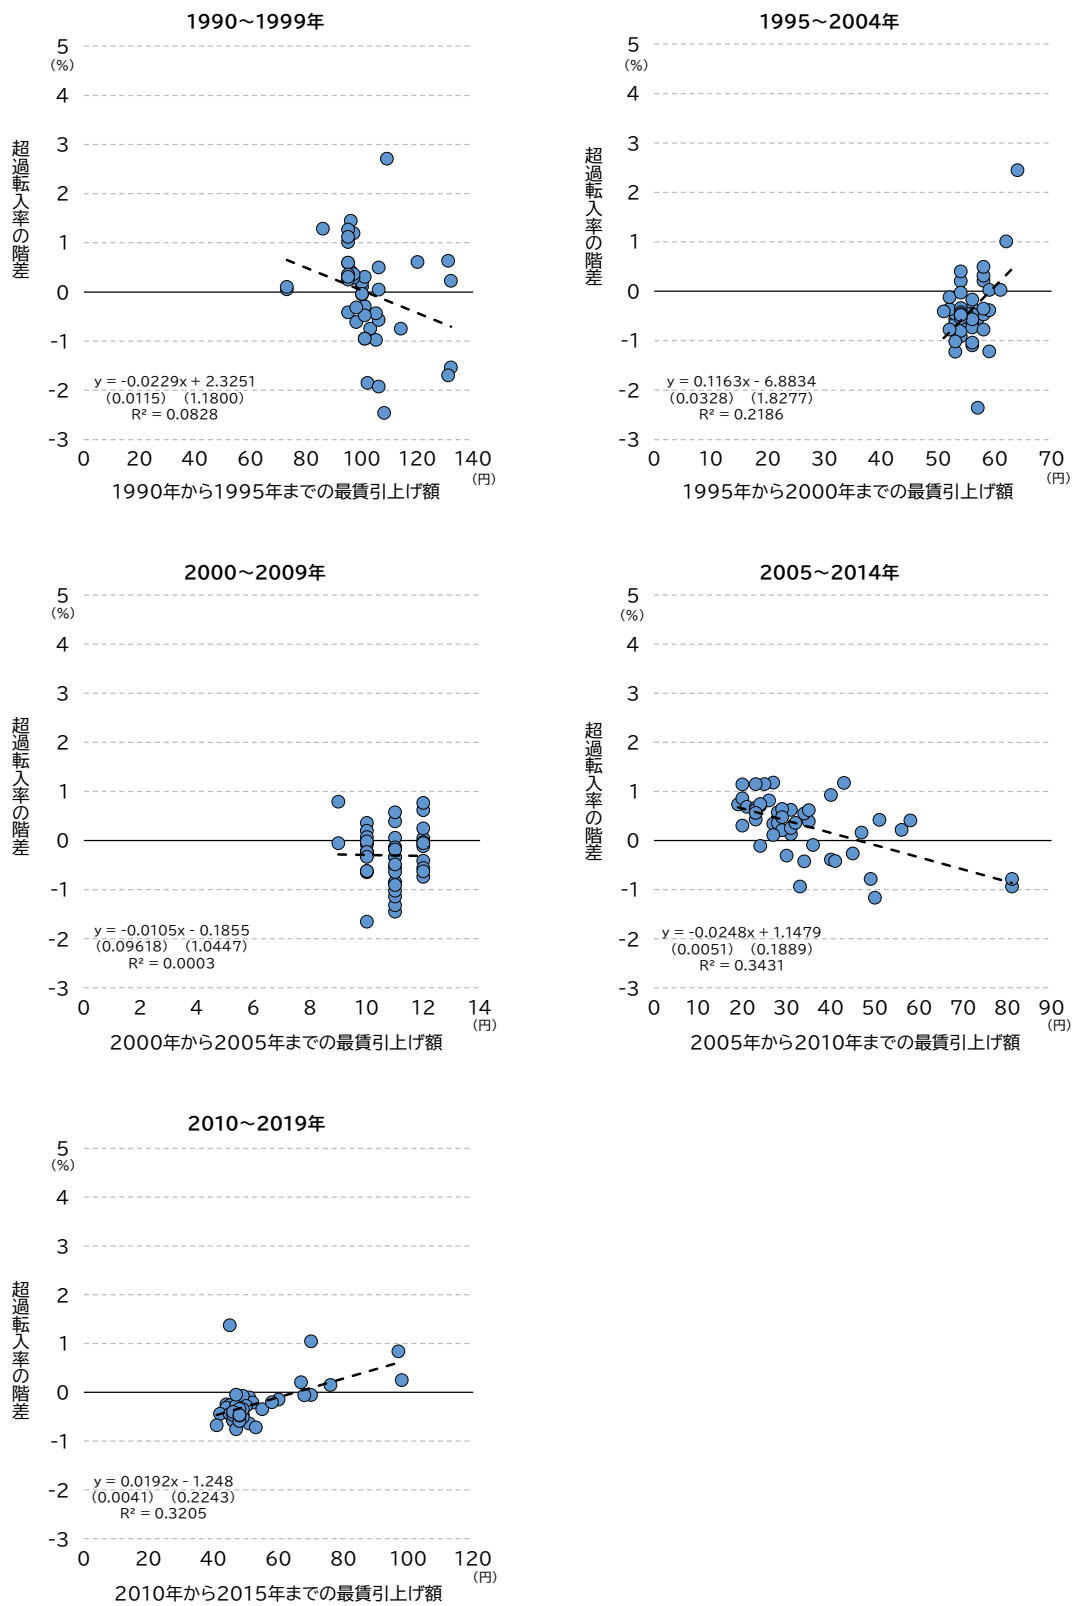 1990～1999年
5
(%)
4
3
2
1
0
-1
-2
-3
超過転入率の階差
y = -0.0229x + 2.3251
(0.0115) (1.1800)
R² = 0.0828
0 20 40 60 80 100 120 140
(円)
1990年から1995年までの最賃引上げ額
1995～2004年
5
(%)
4
3
2
1
0
-1
-2
-3
超過転入率の階差
y = 0.1163x - 6.8834
(0.0328) (1.8277)
R² = 0.2186
0 10 20 30 40 50 60 70
(円)
1995年から2000年までの最賃引上げ額
2000～2009年
5
(%)
4
3
2
1
0
-1
-2
-3
超過転入率の階差
y = -0.0105x - 0.1855
(0.09618) (1.0447)
R² = 0.0003
0 2 4 6 8 10 12 14
(円)
2000年から2005年までの最賃引上げ額
2005～2014年
5
(%)
4
3
2
1
0
-1
-2
-3
超過転入率の階差
y = -0.0248x + 1.1479
(0.0051) (0.1889)
R² = 0.3431
0 10 20 30 40 50 60 70 80 90
(円)
2005年から2010年までの最賃引上げ額
2010～2019年
5
(%)
4
3
2
1
0
-1
-2
-3
超過転入率の階差
y = 0.0192x - 1.248
(0.0041) (0.2243)
R² = 0.3205
0 20 40 60 80 100 120
(円)
2010年から2015年までの最賃引上げ額